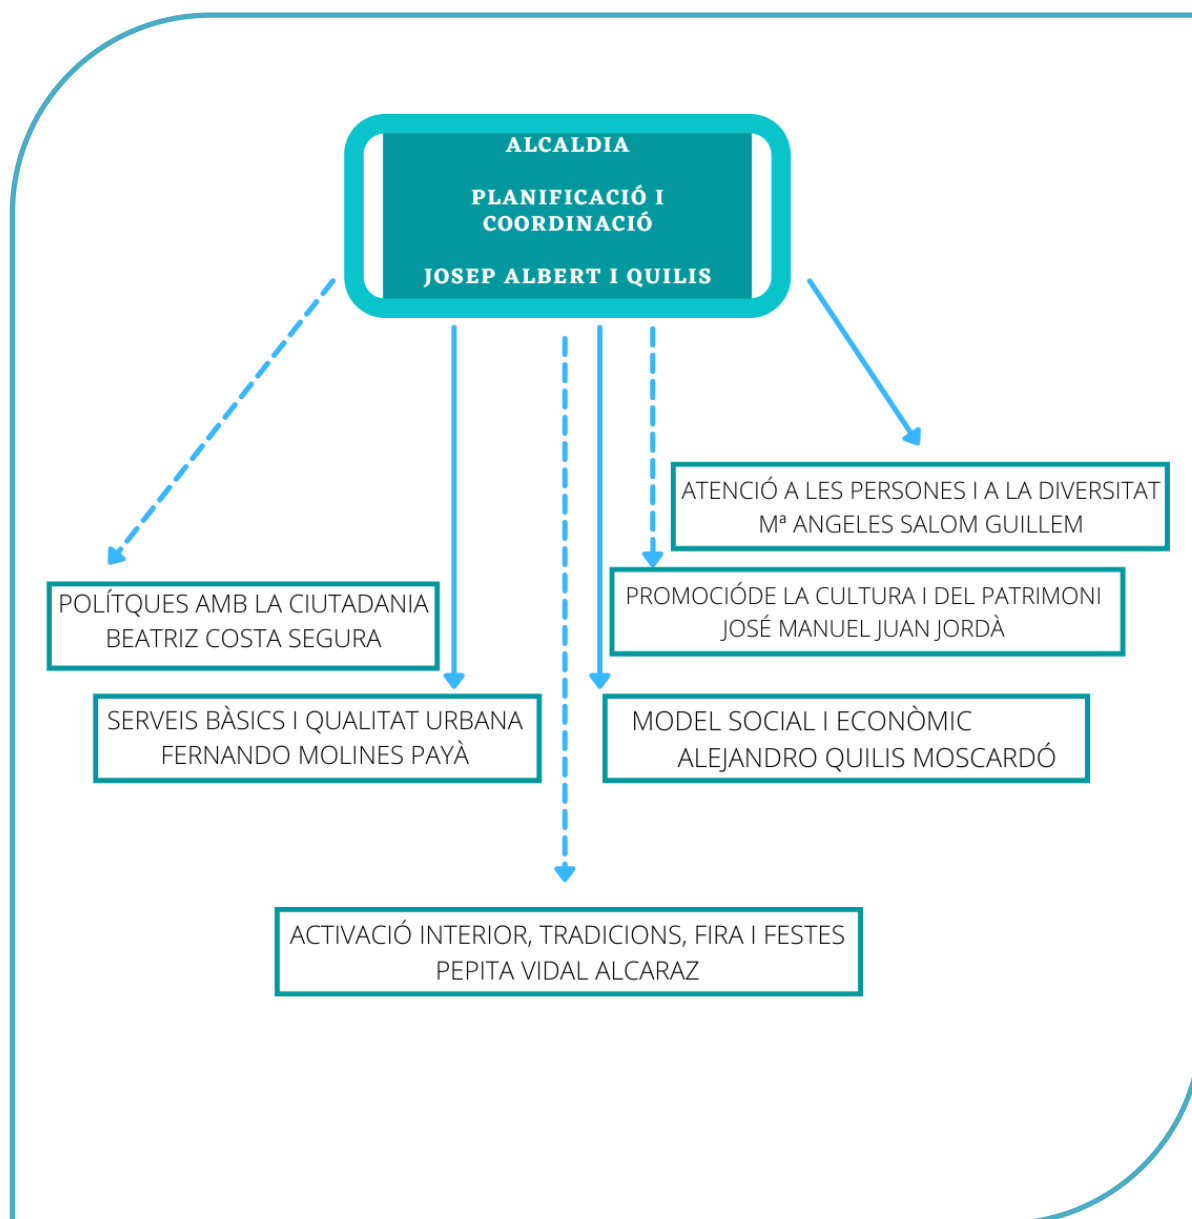 ALCALDIA
PLANIFICACIÓ I
COORDINACIÓ
JOSEP ALBERT I QUILIS
ATENCIÓ A LES PERSONES I A LA DIVERSITAT
Mª ANGELES SALOM GUILLEM
POLÍTQUES AMB LA CIUTADANIA
BEATRIZ COSTA SEGURA
PROMOCIÓDE LA CULTURA I DEL PATRIMONI
JOSÉ MANUEL JUAN JORDÀ
SERVEIS BÀSICS I QUALITAT URBANA
FERNANDO MOLINES PAYÀ
MODEL SOCIAL I ECONÒMIC
ALEJANDRO QUILIS MOSCARDÓ
ACTIVACIÓ INTERIOR, TRADICIONS, FIRA I FESTES
PEPITA VIDAL ALCARAZ